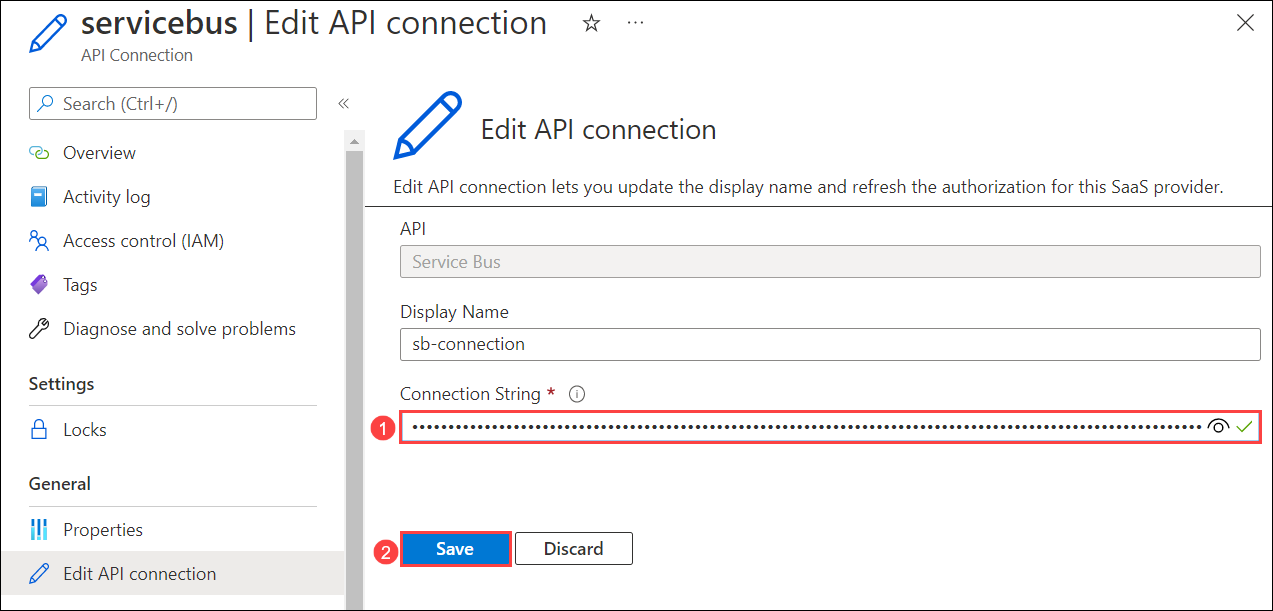 servicebus | Edit API connection
API Connection
Search (Ctrl+/)
«
Overview
Activity log
Access control (IAM)
Tags
Diagnose and solve problems
Settings
Locks
General
Properties
Edit API connection
Edit API connection
Edit API connection lets you update the display name and refresh the authorization for this SaaS provider.
API
Service Bus
Display Name
sb-connection
Connection String *
1
2 Save Discard